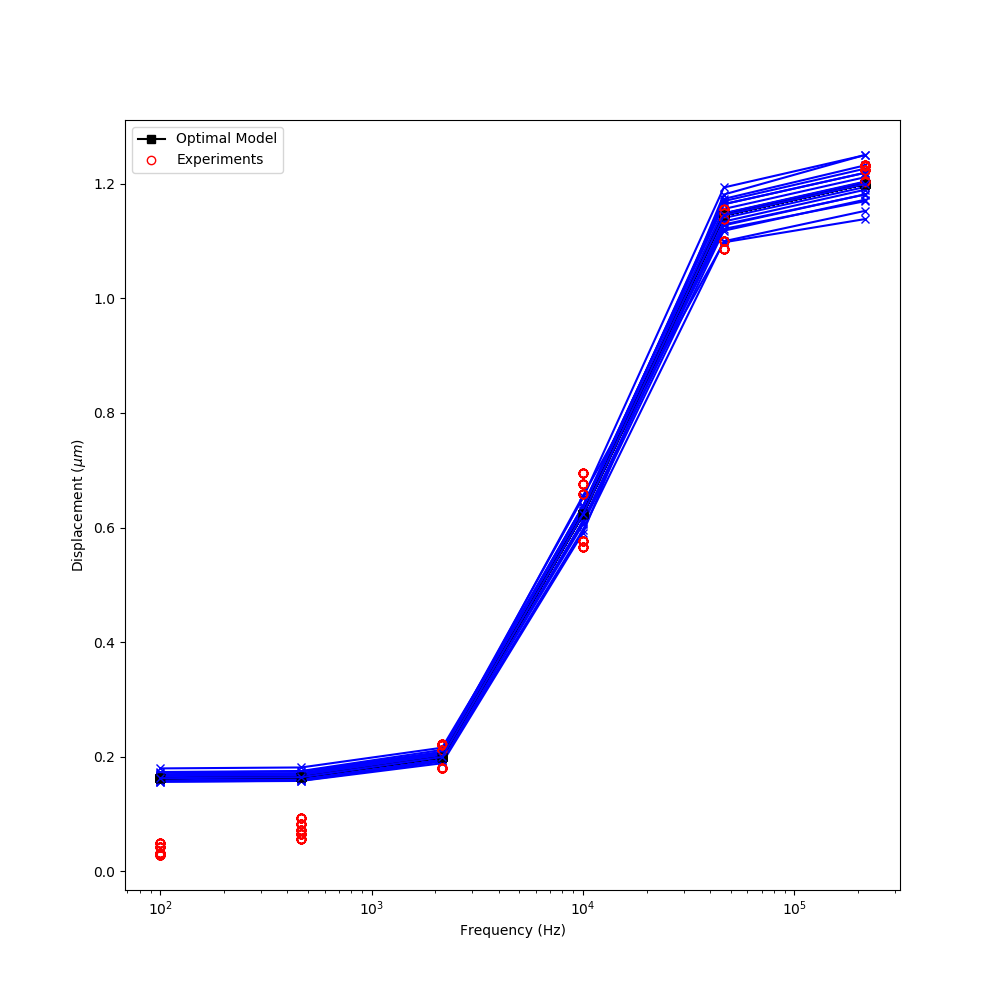 Optimal Model
Experiments
1.2
1.0
0.8
0.6
0.4
0.2
0.0
Displacement (μm)
10²
10³
10⁴
10⁵
Frequency (Hz)